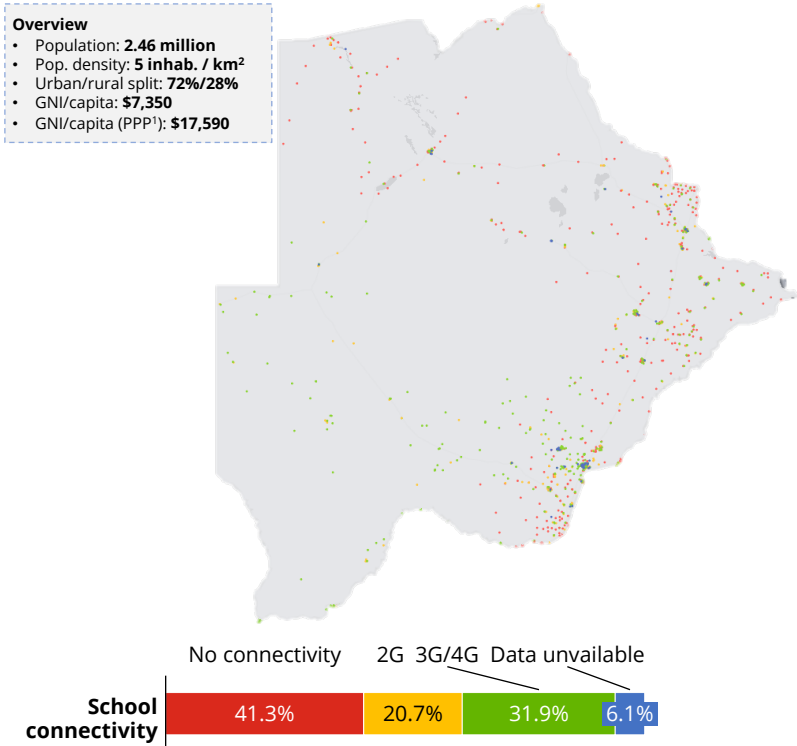 Overview
• Population: 2.46 million
• Pop. density: 5 inhab. / km²
• Urban/rural split: 72%/28%
• GNI/capita: $7,350
• GNI/capita (PPP¹): $17,590
No connectivity 2G 3G/4G Data unvailable
School connectivity
41.3% 20.7% 31.9% 6.1%